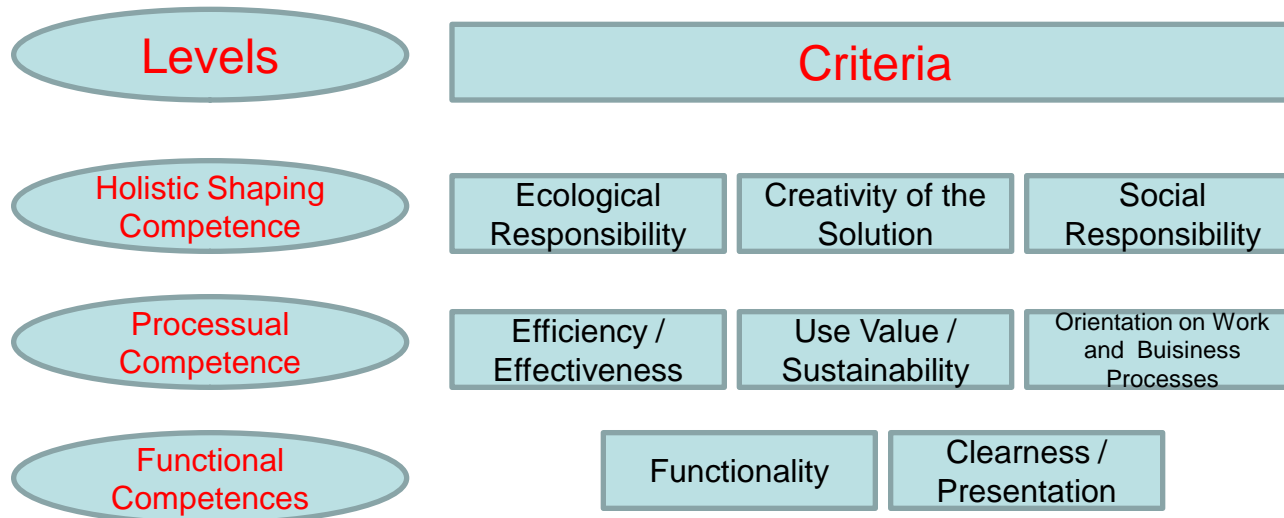 Levels
Criteria
Holistic Shaping
Competence
Ecological
Responsibility
Creativity of the
Solution
Social
Responsibility
Processual
Competence
Efficiency /
Effectiveness
Use Value /
Sustainability
Orientation on Work
and Buisiness
Processes
Functional
Competences
Functionality
Clearness /
Presentation